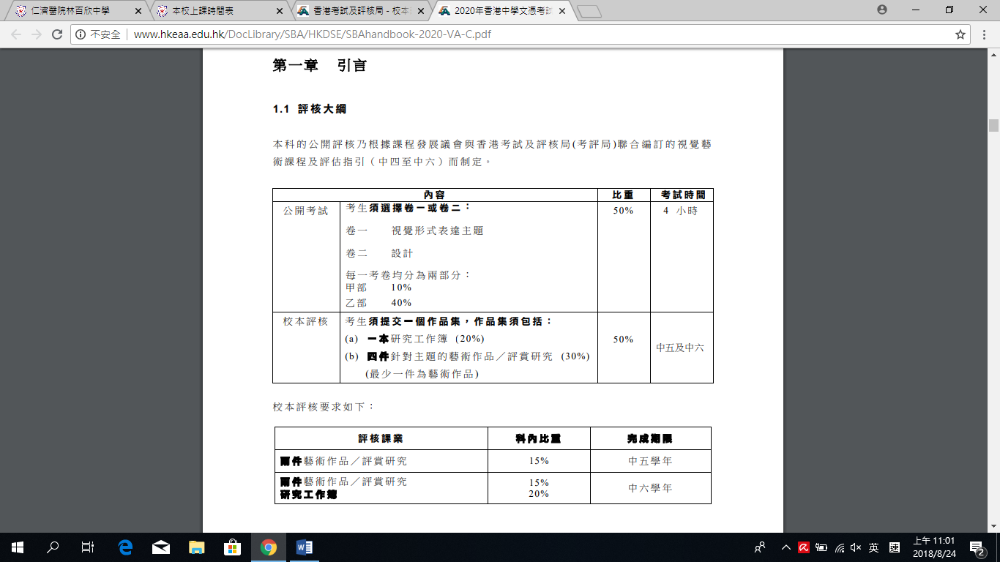 仁濟醫院林百欣中學
本校上課時間表
香港考試及評核局 - 校本
2020年香港中學文憑考試
不安全 www.hkeaa.edu.hk/DocLibrary/SBA/HKDSE/SBAhandbook-2020-VA-C.pdf
第一章 引言
1.1 評核大綱
本科的公開評核乃根據課程發展議會與香港考試及評核局(考評局)聯合編訂的視覺藝
術課程及評估指引（中四至中六）而制定。
內容 比重 考試時間
公開考試 考生須選擇卷一或卷二： 50% 4 小時
卷一 視覺形式表達主題
卷二 設計
每一考卷均分為兩部分：
甲部 10%
乙部 40%
校本評核 考生須提交一個作品集，作品集須包括： 50% 中五及中六
(a) 一本研究工作簿 (20%)
(b) 四件針對主題的藝術作品／評賞研究 (30%)
(最少一件為藝術作品)
校本評核要求如下：
評核課業 科內比重 完成期限
兩件藝術作品／評賞研究 15% 中五學年
兩件藝術作品／評賞研究 15% 中六學年
研究工作簿 20%
英 速 上午 11:01
2018/8/24 2